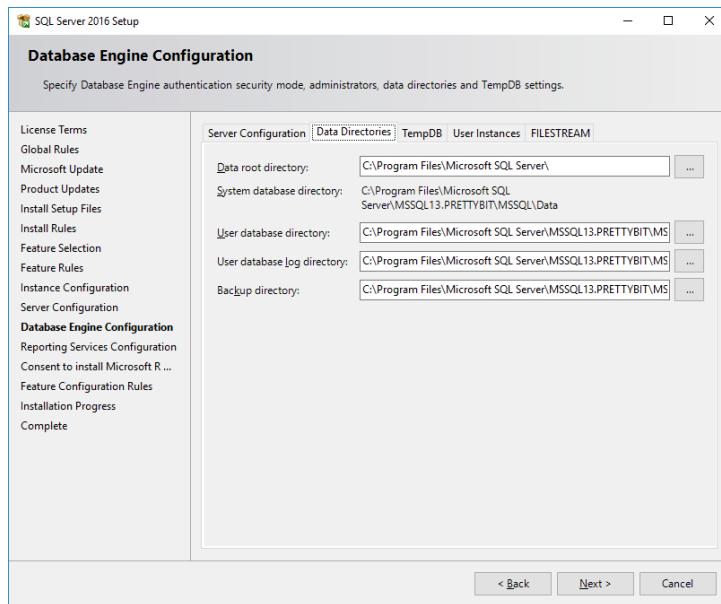 SQL Server 2016 Setup
Database Engine Configuration
Specify Database Engine authentication security mode, administrators, data directories and TempDB settings.
License Terms
Global Rules
Microsoft Update
Product Updates
Install Setup Files
Install Rules
Feature Selection
Feature Rules
Instance Configuration
Server Configuration
Database Engine Configuration
Reporting Services Configuration
Consent to install Microsoft R ...
Feature Configuration Rules
Installation Progress
Complete
Server Configuration Data Directories TempDB User Instances FILESTREAM
Data root directory: C:\Program Files\Microsoft SQL Server\ ...
System database directory: C:\Program Files\Microsoft SQL
Server\MSSQL13.PRETTYBIT\MSSQL\Data
User database directory: C:\Program Files\Microsoft SQL Server\MSSQL13.PRETTYBIT\MS ...
User database log directory: C:\Program Files\Microsoft SQL Server\MSSQL13.PRETTYBIT\MS ...
Backup directory: C:\Program Files\Microsoft SQL Server\MSSQL13.PRETTYBIT\MS ...
< Back Next > Cancel